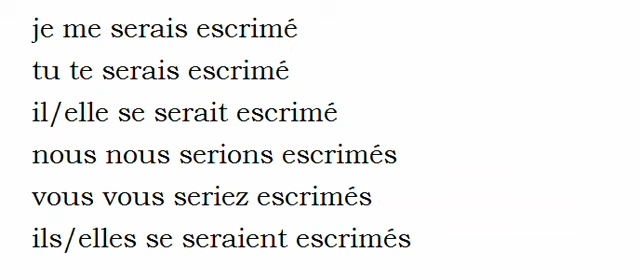 je me serais escrimé
tu te serais escrimé
il/elle se serait escrimé
nous nous serions escrimés
vous vous seriez escrimés
ils/elles se seraient escrimés